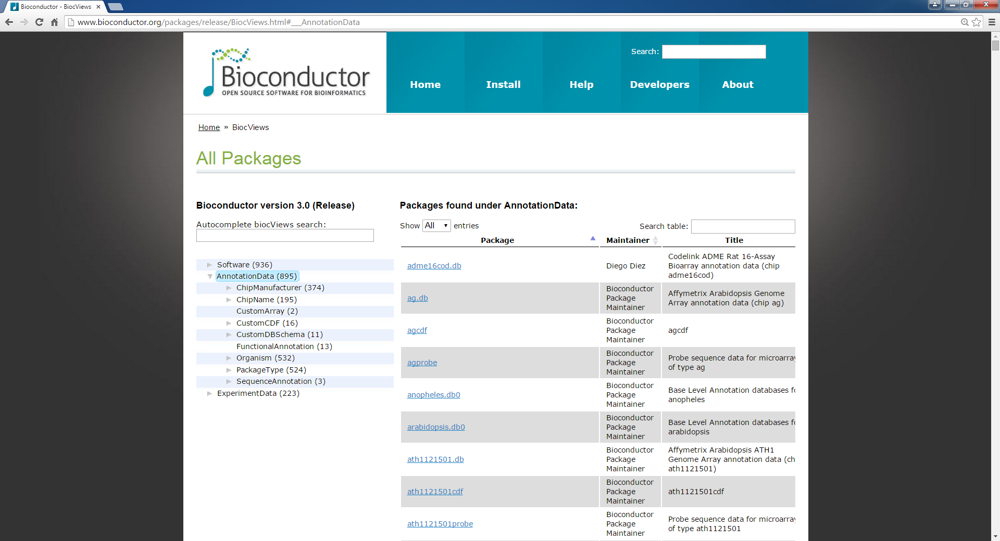 Bioconductor - BiocViews
www.bioconductor.org/packages/release/BiocViews.html#___AnnotationData
Bioconductor
OPEN SOURCE SOFTWARE FOR BIOINFORMATICS
Search:
Home Install Help Developers About
Home » BiocViews
All Packages
Bioconductor version 3.0 (Release)
Autocomplete biocViews search:
Software (936)
AnnotationData (895)
ChipManufacturer (374)
ChipName (195)
CustomArray (2)
CustomCDF (16)
CustomDBSchema (11)
FunctionalAnnotation (13)
Organism (532)
PackageType (524)
SequenceAnnotation (3)
ExperimentData (223)
Packages found under AnnotationData:
Show All entries
Search table:
Package Maintainer Title
adme16cod.db
Diego Diez
Codelink ADME Rat 16-Assay
Bioarray annotation data (chip
adme16cod)
ag.db
Bioconductor
Package
Maintainer
Affymetrix Arabidopsis Genome
Array annotation data (chip ag)
agcdf
Bioconductor
Package
Maintainer
agcdf
agprobe
Bioconductor
Package
Maintainer
Probe sequence data for microarray
of type ag
anopheles.db0
Bioconductor
Package
Maintainer
Base Level Annotation databases fo
anopheles
arabidopsis.db0
Bioconductor
Package
Maintainer
Base Level Annotation databases fo
arabidopsis
ath1121501.db
Bioconductor
Package
Maintainer
Affymetrix Arabidopsis ATH1
Genome Array annotation data (ch
ath1121501)
ath1121501cdf
Bioconductor
Package
Maintainer
ath1121501cdf
ath1121501probe
Bioconductor
Package
Maintainer
Probe sequence data for microarray
of type ath1121501